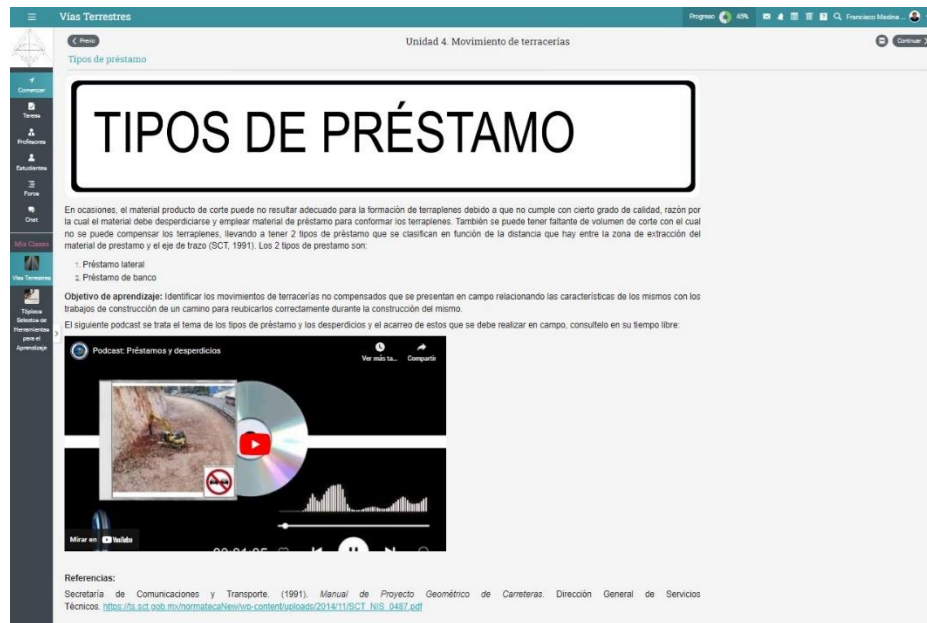 Vías Terrestres
Progreso 45% Francisco Medina ...
Previo
Unidad 4. Movimiento de terracerías
Continuar
Tipos de préstamo
Comenzar
Tareas
Profesores
Estudiantes
Foros
Chat
Mis Clases
Vías Terrestres
Tópicos
Selectos de
Herramientas
para el
Aprendizaje
TIPOS DE PRÉSTAMO
En ocasiones, el material producto de corte puede no resultar adecuado para la formación de terraplenes debido a que no cumple con cierto grado de calidad, razón por
la cual el material debe desperdiciarse y emplear material de préstamo para conformar los terraplenes. También se puede tener faltante de volumen de corte con el cual
no se puede compensar los terraplenes, llevando a tener 2 tipos de préstamo que se clasifican en función de la distancia que hay entre la zona de extracción del
material de prestamo y el eje de trazo (SCT, 1991). Los 2 tipos de prestamo son:
1. Préstamo lateral
2. Préstamo de banco
Objetivo de aprendizaje: Identificar los movimientos de terracerías no compensados que se presentan en campo relacionando las características de los mismos con los
trabajos de construcción de un camino para reubicarlos correctamente durante la construcción del mismo.
El siguiente podcast se trata el tema de los tipos de préstamo y los desperdicios y el acarreo de estos que se debe realizar en campo, consultelo en su tiempo libre:
Podcast: Préstamos y desperdicios
Ver más ta... Compartir
Mirar en YouTube
Referencias:
Secretaría de Comunicaciones y Transporte. (1991). Manual de Proyecto Geométrico de Carreteras. Dirección General de Servicios
Técnicos. https://ts.sct.gob.mx/normatecaNew/wp-content/uploads/2014/11/SCT_NIS_0487.pdf